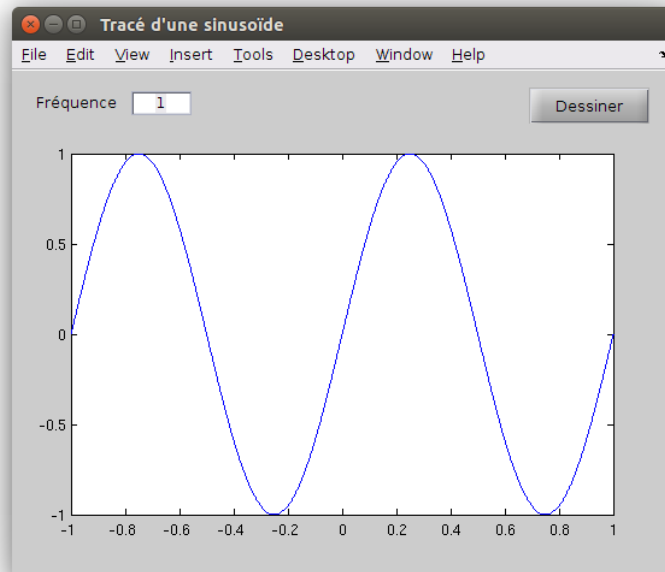 Tracé d'une sinusoïde
File Edit View Insert Tools Desktop Window Help
Fréquence 1
Dessiner
1
0.5
0
-0.5
-1
-1 -0.8 -0.6 -0.4 -0.2 0 0.2 0.4 0.6 0.8 1